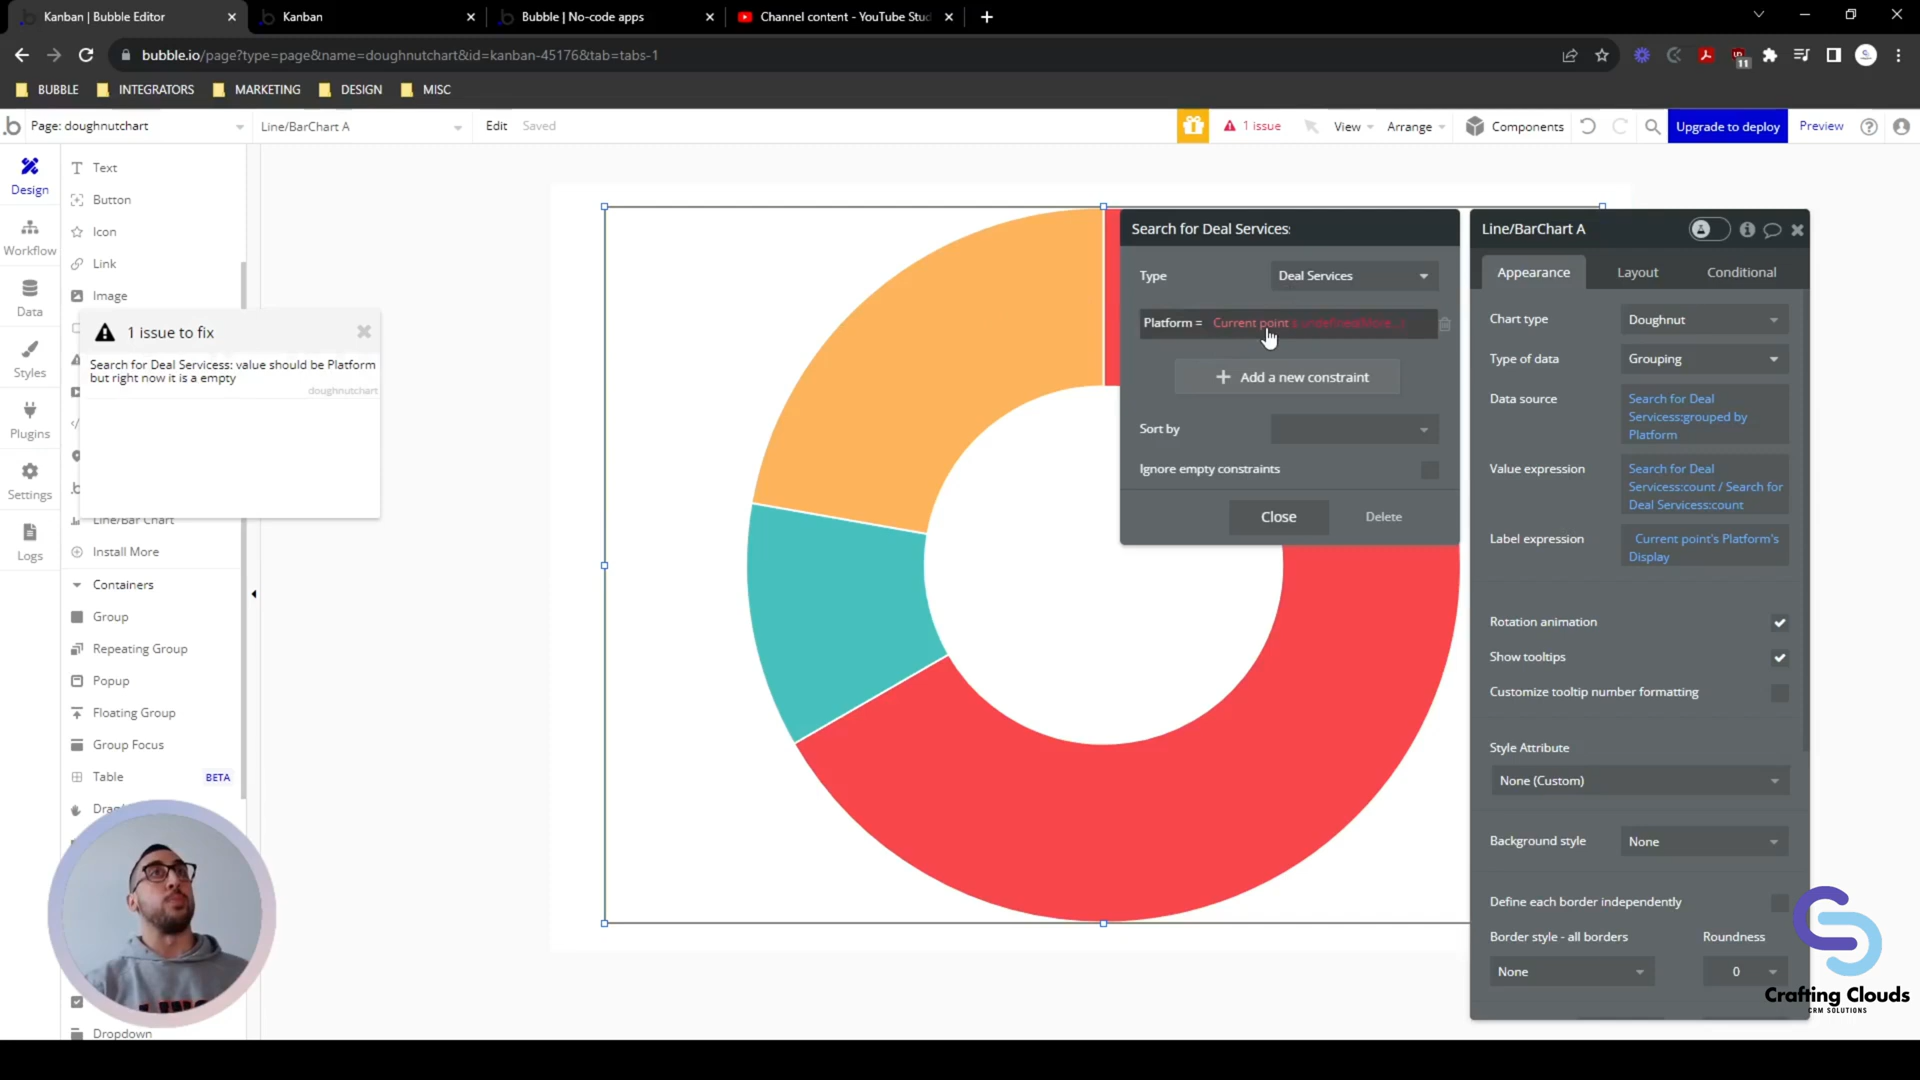 Kanban | Bubble Editor
Kanban
Bubble | No-code apps
Channel content - YouTube Stud
bubble.io/page?type=page&name=doughnutchart&id=kanban-45176&tab=tabs-1
11
BUBBLE
INTEGRATORS
MARKETING
DESIGN
MISC
Page: doughnutchart
Line/BarChart A
Edit
Saved
1 issue
View
Arrange
Components
Upgrade to deploy
Preview
Design
Workflow
Data
Styles
Plugins
Settings
Logs
Text
Button
Icon
Link
Image
1 issue to fix
Search for Deal Servicess: value should be Platform
but right now it is a empty
doughnutchart
Line/Bar Chart
Install More
Containers
Group
Repeating Group
Popup
Floating Group
Group Focus
Table
BETA
Dropdown
Search for Deal Services:
Type
Deal Services
Platform =
Current point
Add a new constraint
Sort by
Ignore empty constraints
Close
Delete
Line/BarChart A
Appearance
Layout
Conditional
Chart type
Doughnut
Type of data
Grouping
Data source
Search for Deal
Servicess:grouped by
Platform
Value expression
Search for Deal
Servicess:count / Search for
Deal Servicess:count
Label expression
Current point's Platform's
Display
Rotation animation
Show tooltips
Customize tooltip number formatting
Style Attribute
None (Custom)
Background style
None
Define each border independently
Border style - all borders
Roundness
None
0
Crafting Clouds
CRM SOLUTIONS